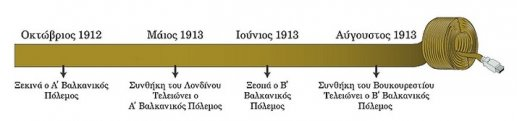 Οκτώβριος 1912
Μάιος 1913
Ιούνιος 1913
Αύγουστος 1913
Ξεκινά ο Α΄ Βαλκανικός
Πόλεμος
Συνθήκη του Λονδίνου
Τελειώνει ο
Α΄ Βαλκανικός Πόλεμος
Ξεσπά ο Β΄
Βαλκανικός
Πόλεμος
Συνθήκη του Βουκουρεστίου
Τελειώνει ο Β΄ Βαλκανικός
Πόλεμος